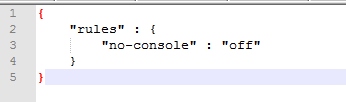 1 {
2 "rules" : {
3 "no-console" : "off"
4 }
5 }